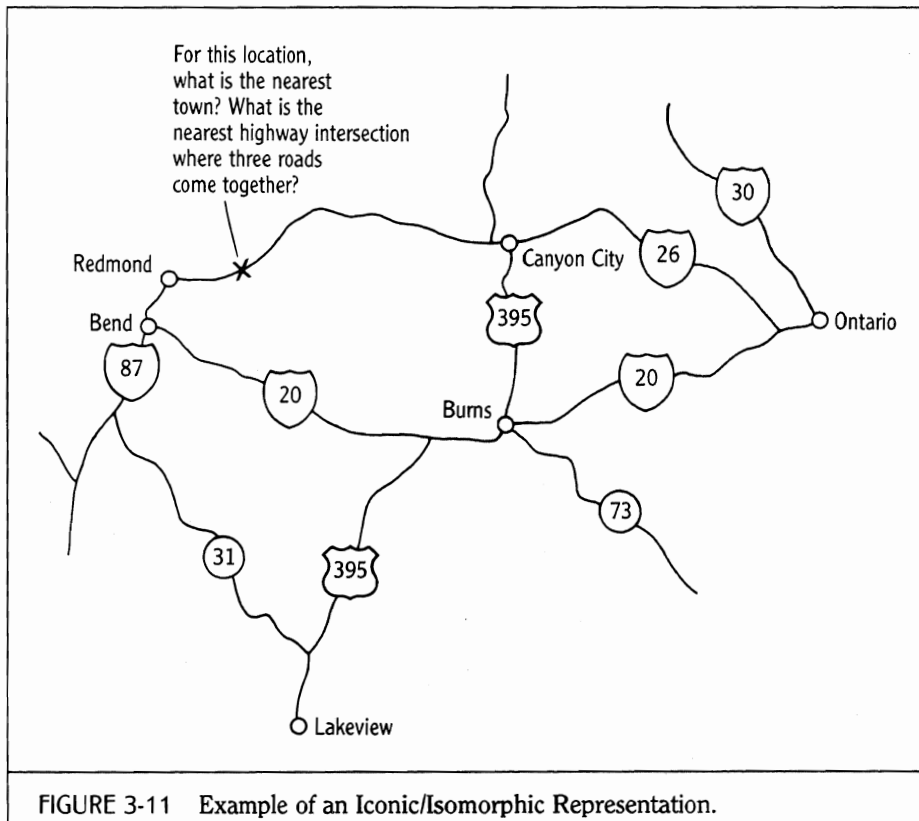 For this location,
what is the nearest
town? What is the
nearest highway intersection
where three roads
come together?
30
Redmond
Canyon City
26
Bend
395
Ontario
87
20
20
Burns
73
31
395
Lakeview
FIGURE 3-11 Example of an Iconic/Isomorphic Representation.